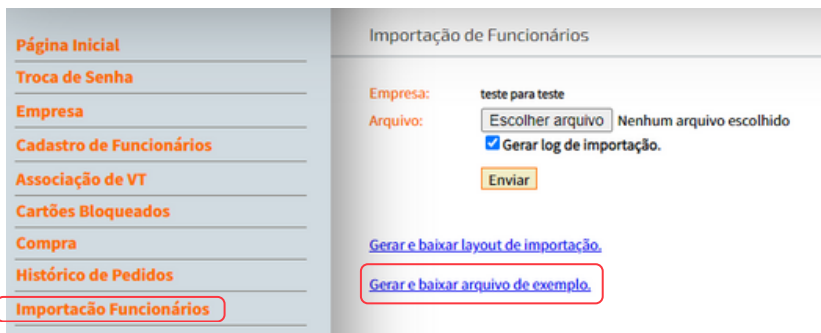 Página Inicial
Troca de Senha
Empresa
Cadastro de Funcionários
Associação de VT
Cartões Bloqueados
Compra
Histórico de Pedidos
Importacão Funcionários
Importação de Funcionários
Empresa: teste para teste
Arquivo: Escolher arquivo Nenhum arquivo escolhido
Gerar log de importação.
Enviar
Gerar e baixar layout de importação.
Gerar e baixar arquivo de exemplo.